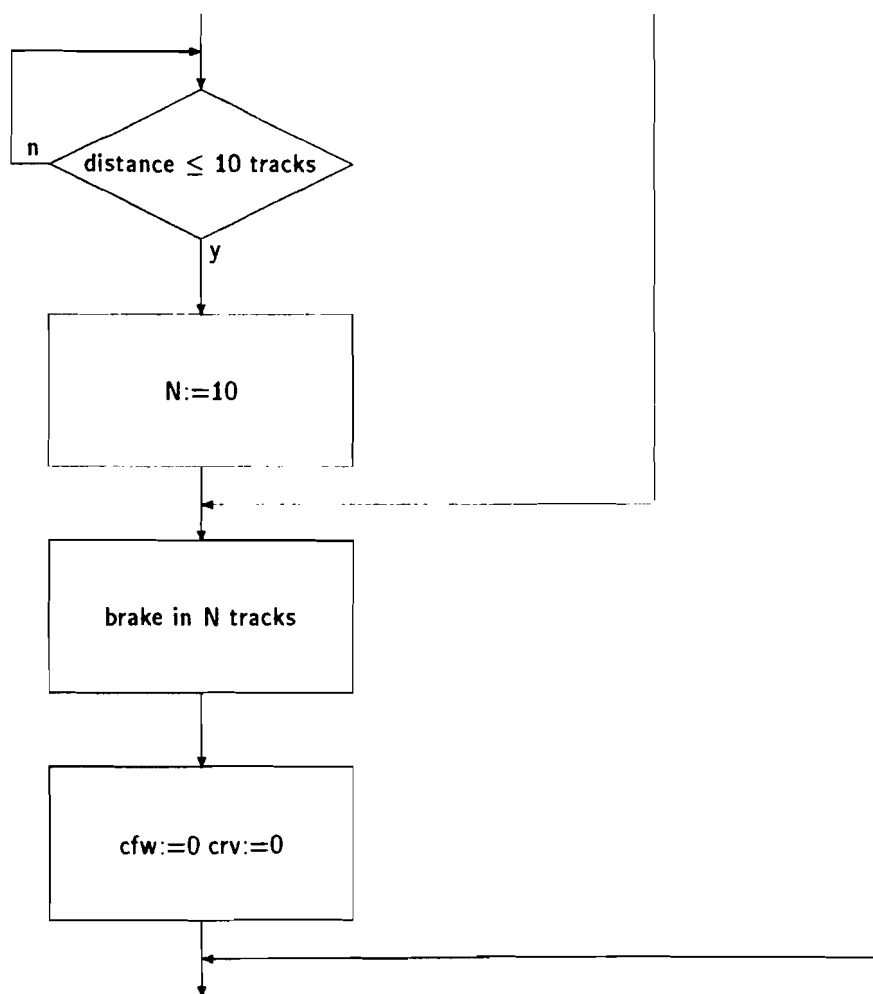 n
distance ≤ 10 tracks
y
N:=10
brake in N tracks
cfw:=0 crv:=0